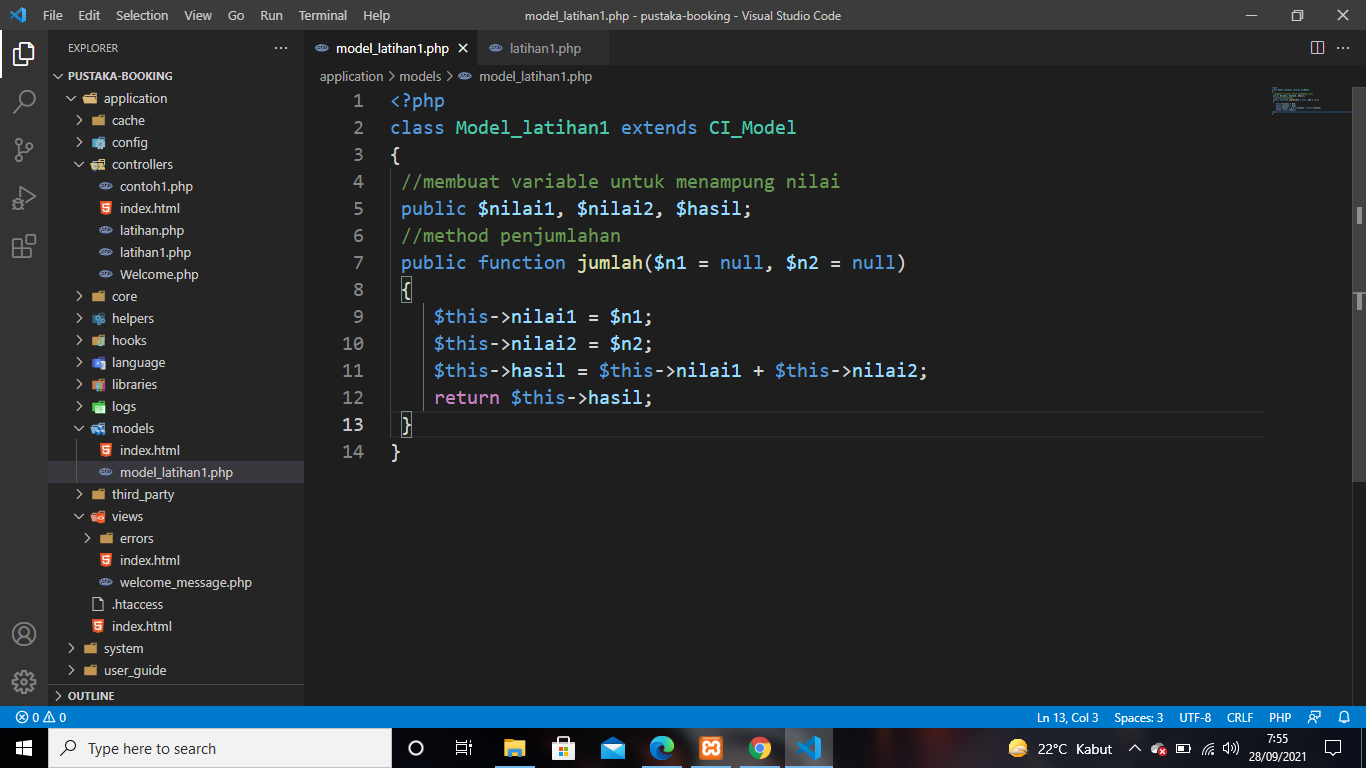 File Edit Selection View Go Run Terminal Help
model_latihan1.php - pustaka-booking - Visual Studio Code
EXPLORER
PUSTAKA-BOOKING
application
cache
config
controllers
contoh1.php
index.html
latihan.php
latihan1.php
Welcome.php
core
helpers
hooks
language
libraries
logs
models
index.html
model_latihan1.php
third_party
views
errors
index.html
welcome_message.php
.htaccess
index.html
system
user_guide
OUTLINE
model_latihan1.php latihan1.php
application > models > model_latihan1.php
1 <?php
2 class Model_latihan1 extends CI_Model
3 {
4 //membuat variable untuk menampung nilai
5 public $nilai1, $nilai2, $hasil;
6 //method penjumlahan
7 public function jumlah($n1 = null, $n2 = null)
8 {
9 $this->nilai1 = $n1;
10 $this->nilai2 = $n2;
11 $this->hasil = $this->nilai1 + $this->nilai2;
12 return $this->hasil;
13 }
14 }
0 0
Ln 13, Col 3 Spaces: 3 UTF-8 CRLF PHP
Type here to search
22°C Kabut
7:55
28/09/2021